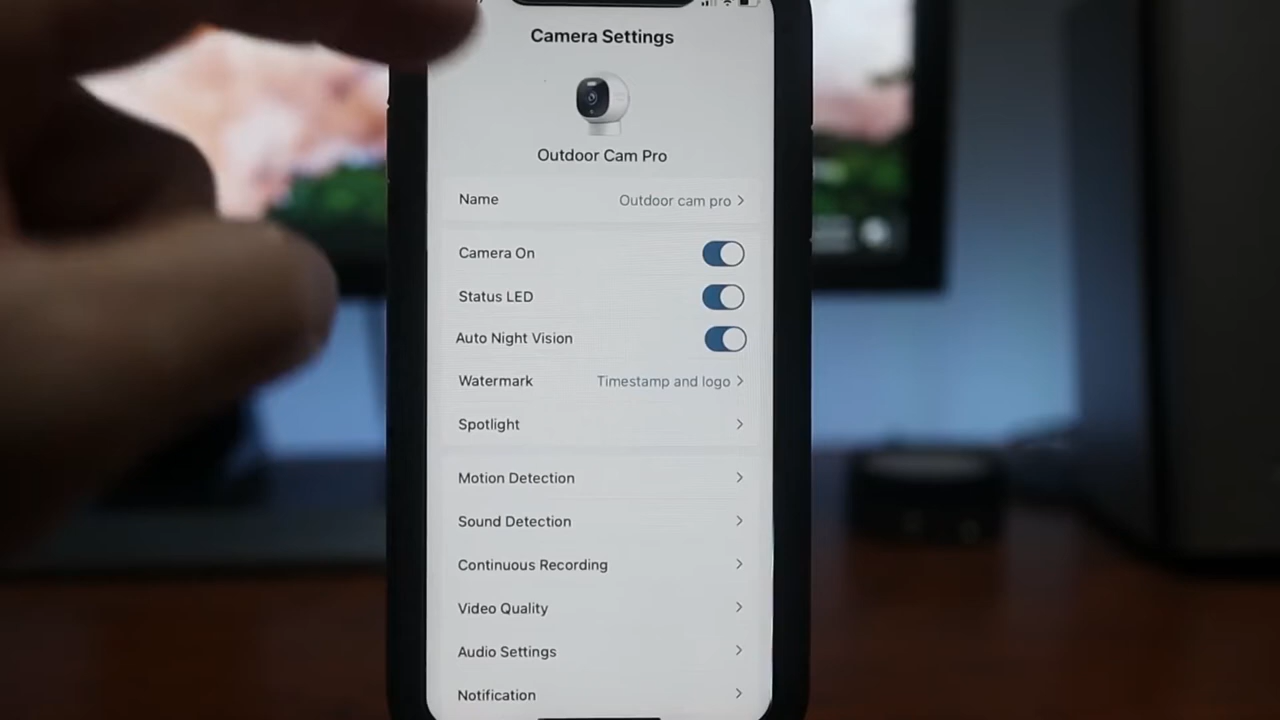 Camera Settings
Outdoor Cam Pro
Name Outdoor cam pro
Camera On
Status LED
Auto Night Vision
Watermark Timestamp and logo
Spotlight
Motion Detection
Sound Detection
Continuous Recording
Video Quality
Audio Settings
Notification